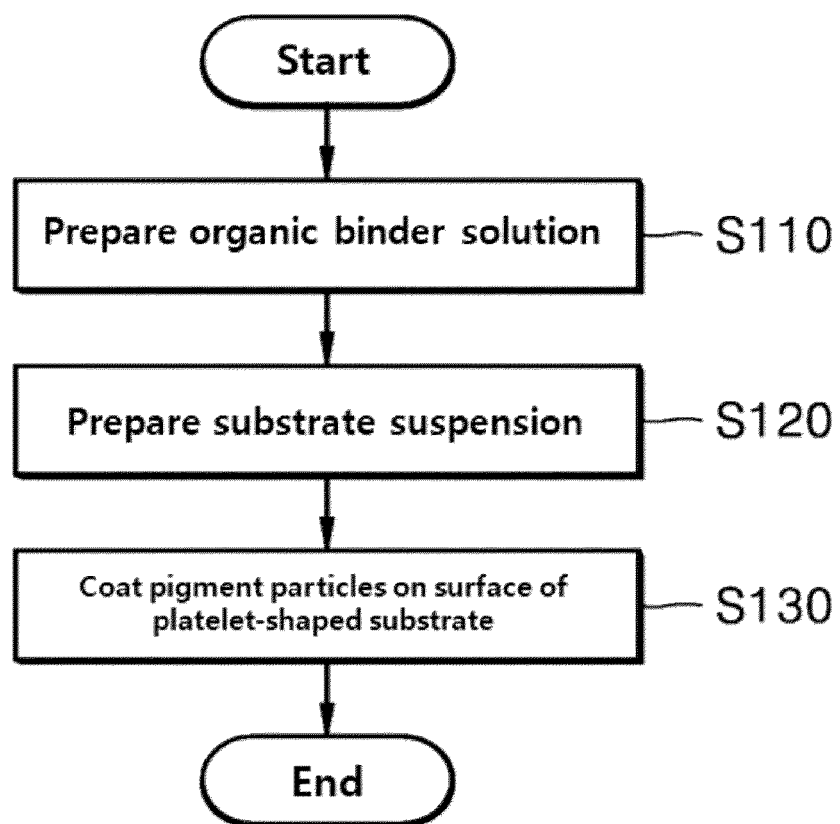 Start
Prepare organic binder solution
S110
Prepare substrate suspension
S120
Coat pigment particles on surface of
platelet-shaped substrate
S130
End